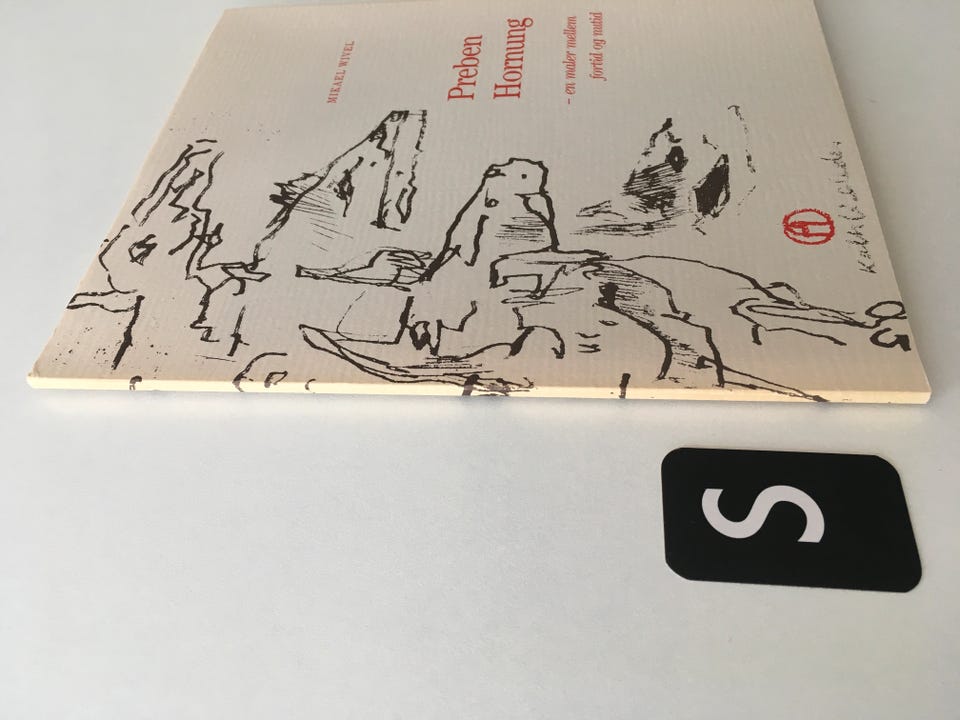 MIKAEL WIVEL
Preben
Hornung
– en maler mellem
fortid og nutid
S